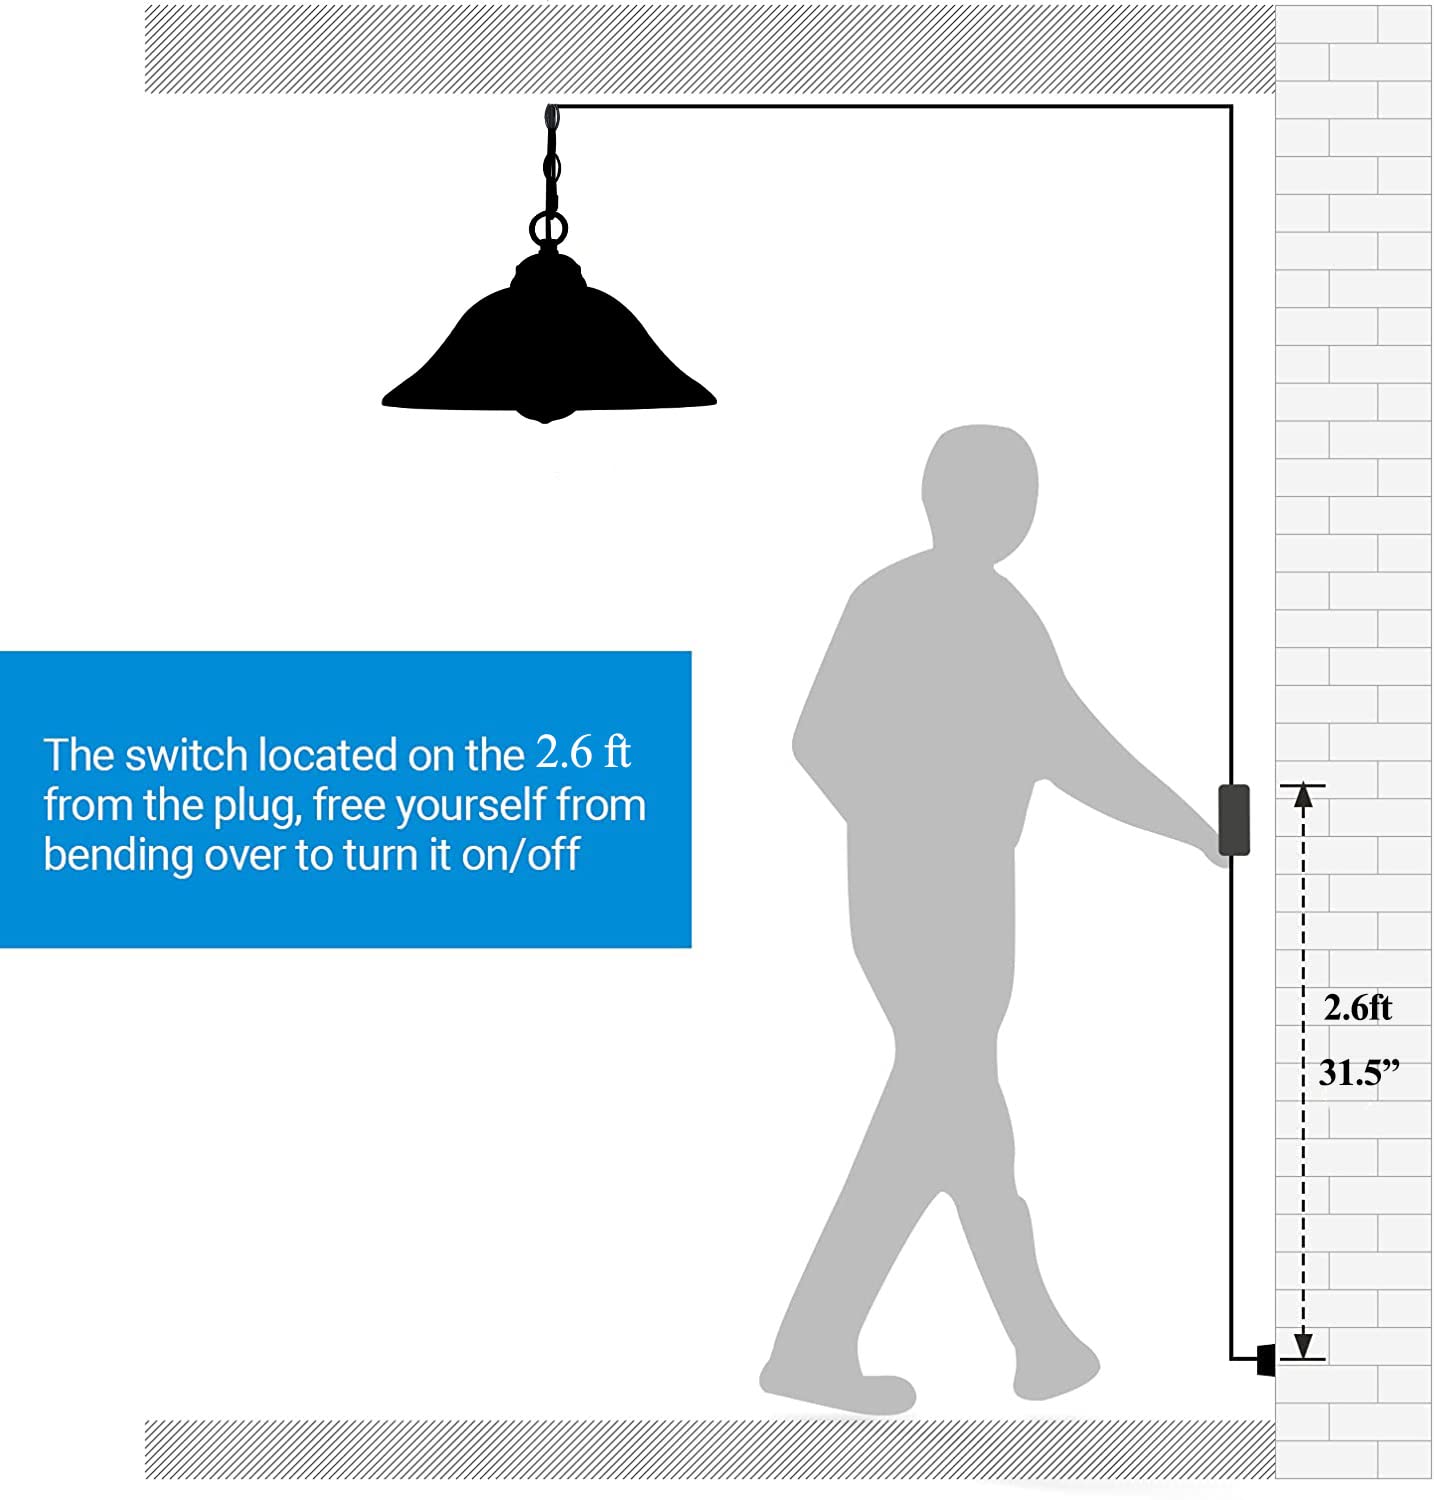 The switch located on the 2.6 ft
from the plug, free yourself from
bending over to turn it on/off
2.6ft
31.5”